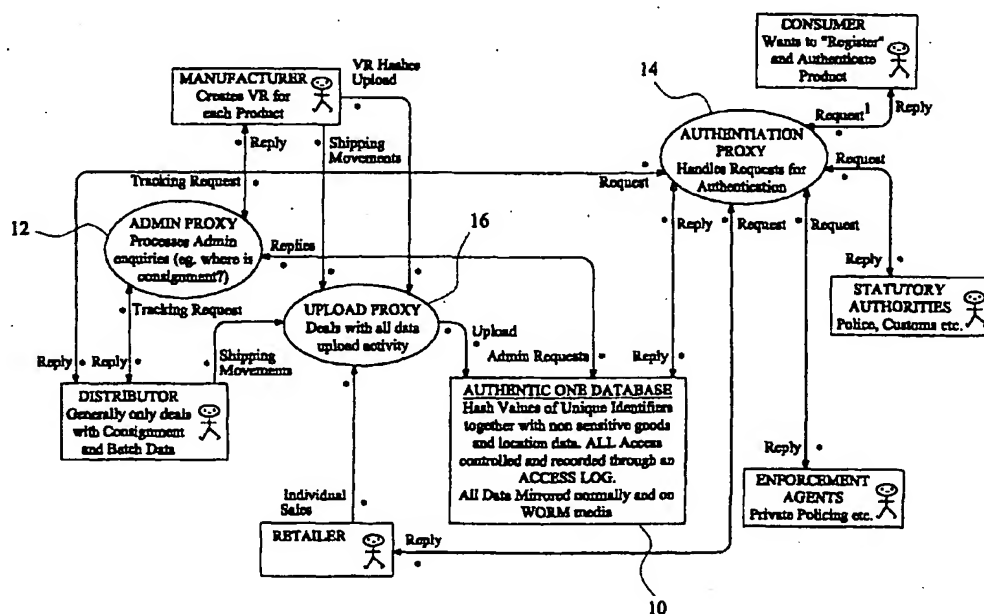 CONSUMER
Wants to "Register"
and Authenticate
Product
14
VR Hashes
Upload
MANUFACTURER
Creates VR for
each Product
Request1
Reply
AUTHENTIATION
PROXY
Handles Requests for
Authentication
Reply
Shipping
Movements
Request
Tracking Request
Request
12
ADMIN PROXY
Processes Admin
enquiries (eg. where is
consignment?)
Replies
16
Reply
Request
Request
Reply
STATUTORY
AUTHORITIES
Police, Customs etc.
Tracking Request
UPLOAD PROXY
Deals with all data
upload activity
Upload
Reply
Reply
Shipping
Movements
Admin Requests
Reply
DISTRIBUTOR
Generally only deals
with Consignment
and Batch Data
AUTHENTIC ONE DATABASE
Hash Values of Unique Identifiers
together with non sensitive goods
and location data. ALL Access
controlled and recorded through an
ACCESS LOG.
All Data Mirrored normally and on
WORM media
Reply
ENFORCEMENT
AGENTS
Private Policing etc.
Individual
Sales
RETAILER
Reply
10